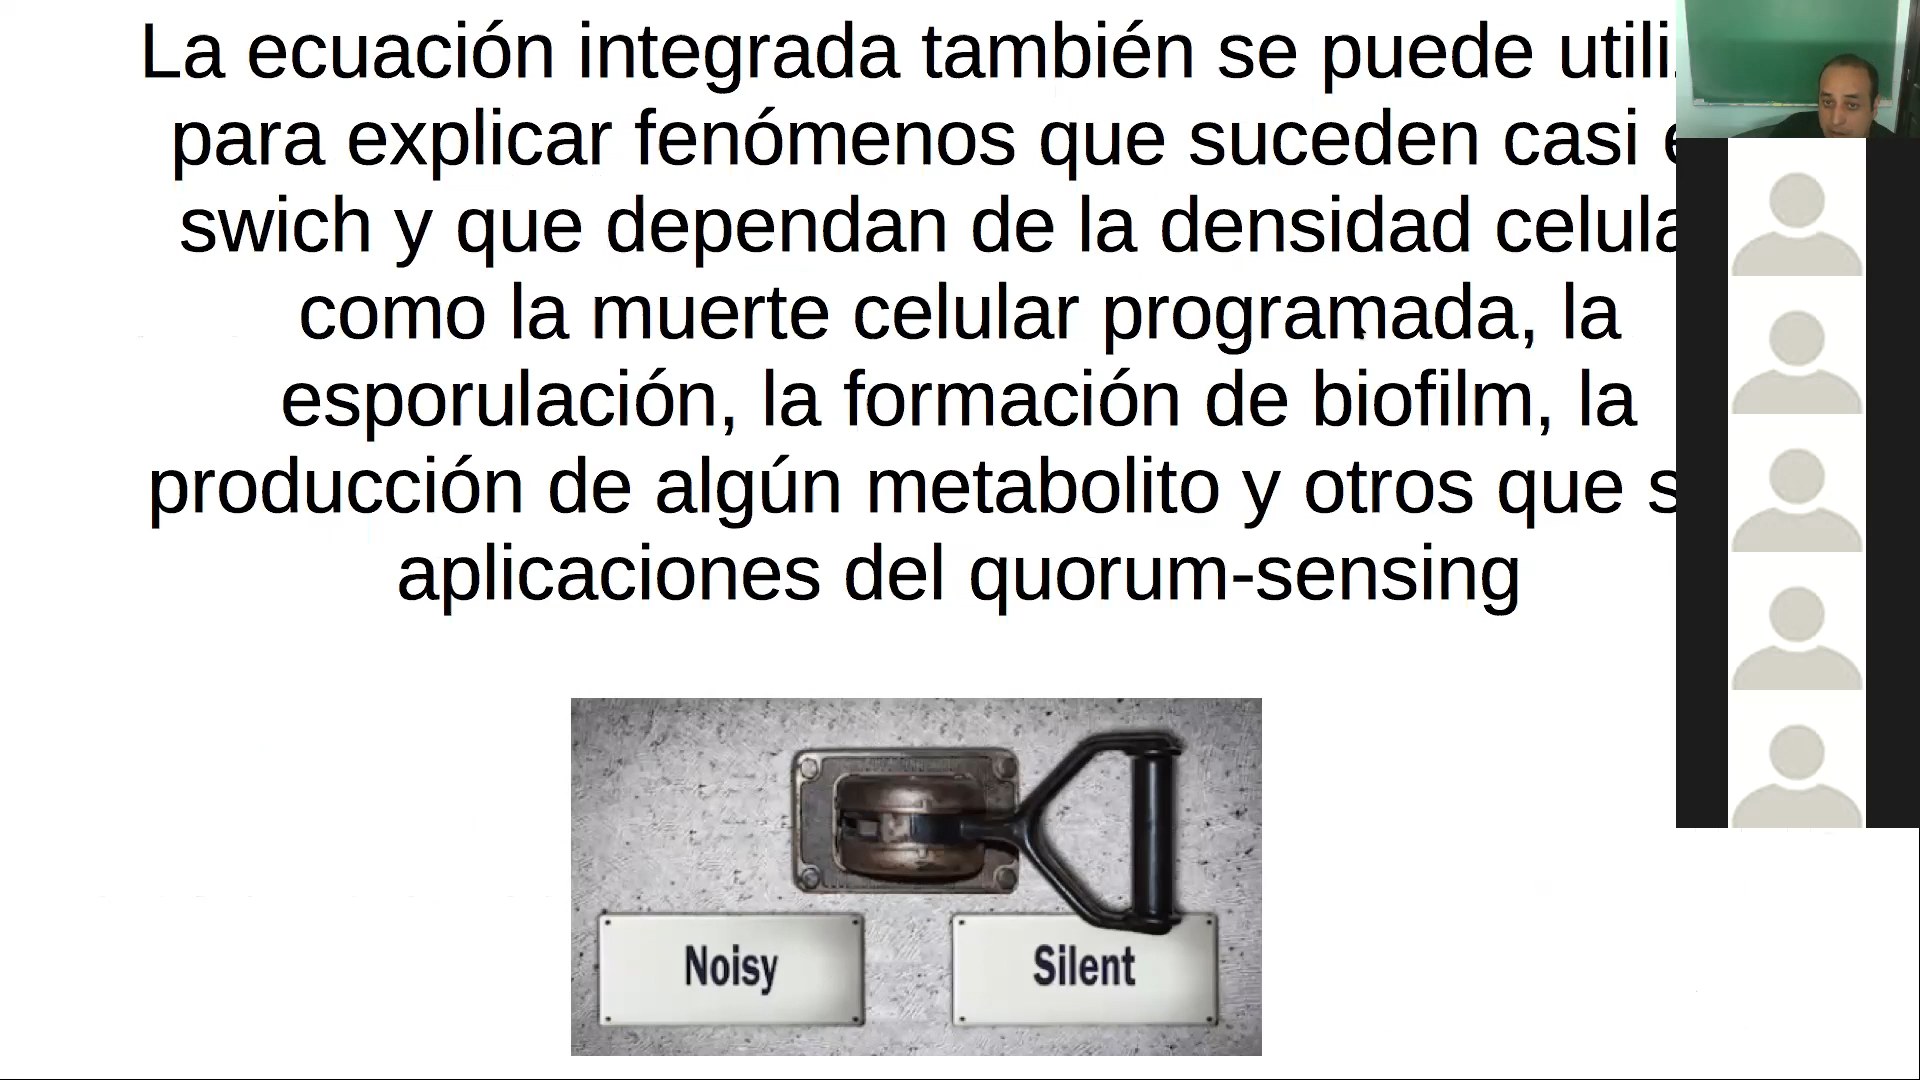 La ecuación integrada también se puede
para explicar fenómenos que suceden casi
swich y que dependan de la densidad
como la muerte celular programada, la
esporulación, la formación de biofilm, la
producción de algún metabolito y otros que
aplicaciones del quorum-sensing
Noisy
Silent